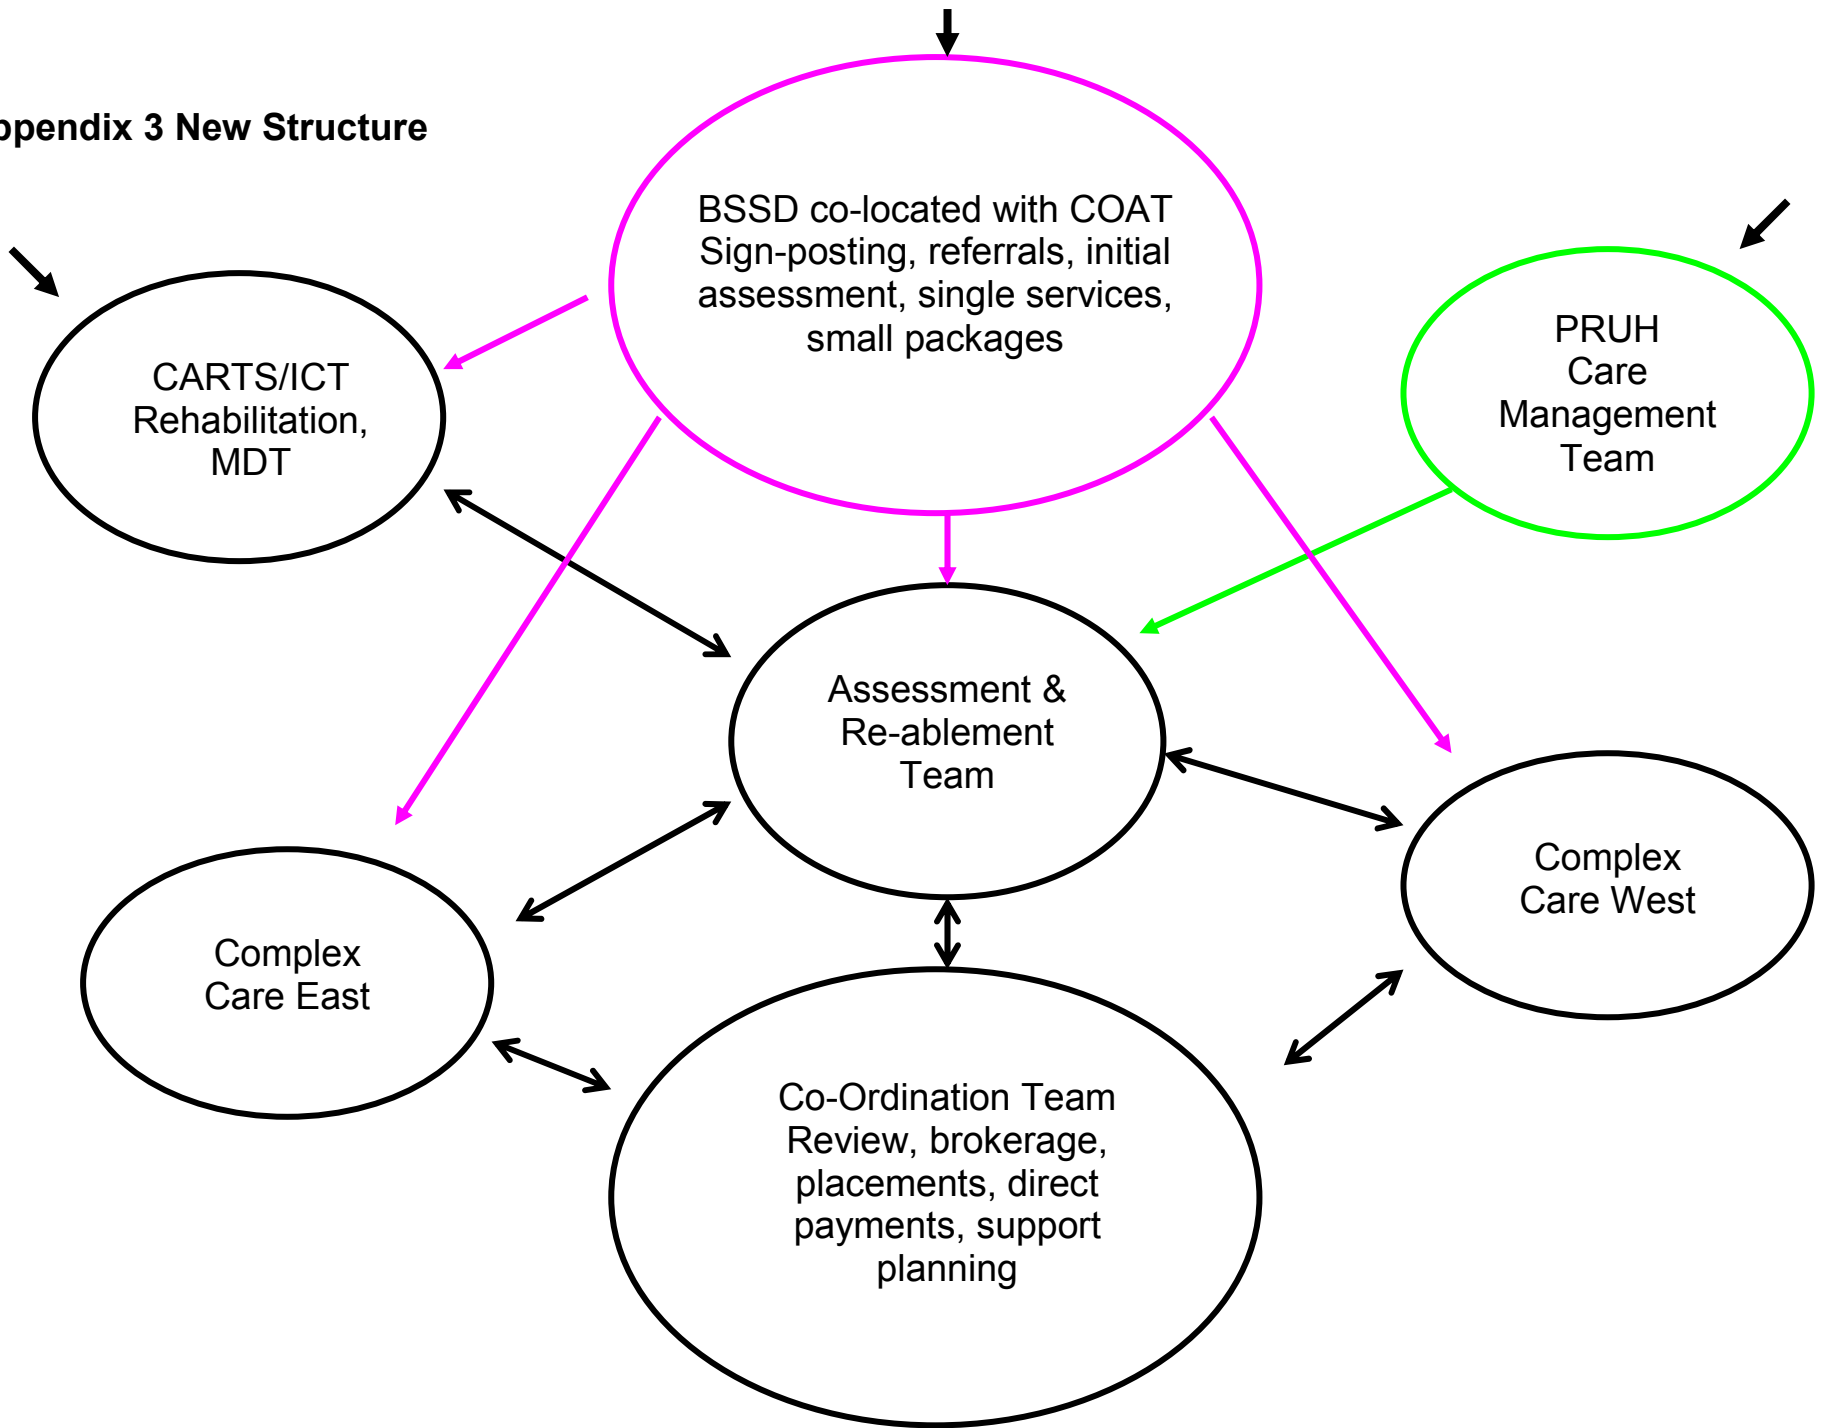 ppendix 3 New Structure
BSSD co-located with COAT
Sign-posting, referrals, initial
assessment, single services,
small packages
PRUH
Care
Management
Team
CARTS/ICT
Rehabilitation,
MDT
Assessment &
Re-ablement
Team
Complex
Care West
Complex
Care East
Co-Ordination Team
Review, brokerage,
placements, direct
payments, support
planning